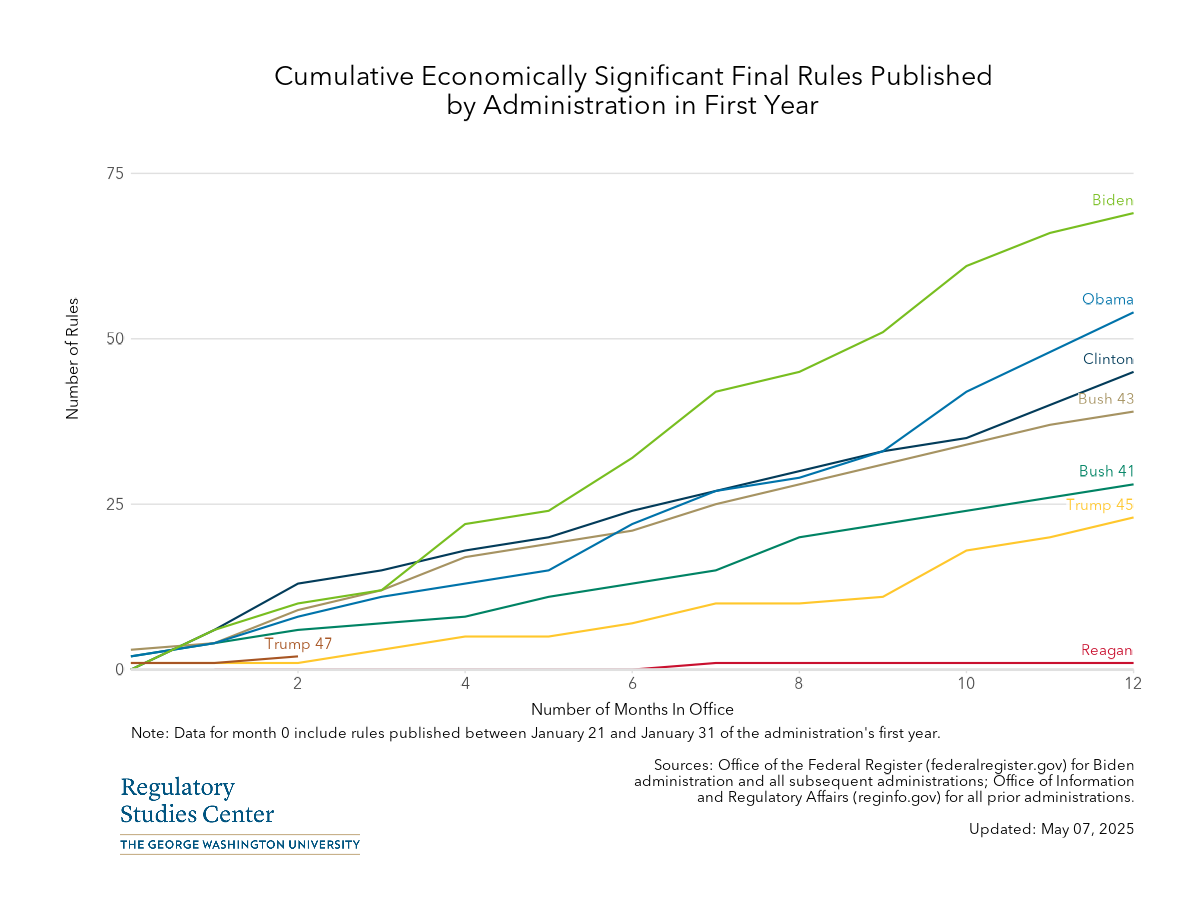 Cumulative Economically Significant Final Rules Published
by Administration in First Year
75
Biden
Obama
50
Clinton
Bush 43
Number of Rules
Bush 41
25
Trump 45
Trump 47
Reagan
0
2
4
6
8
10
12
Number of Months In Office
Note: Data for month 0 include rules published between January 21 and January 31 of the administration's first year.
Sources: Office of the Federal Register (federalregister.gov) for Biden
administration and all subsequent administrations; Office of Information
and Regulatory Affairs (reginfo.gov) for all prior administrations.
Updated: May 07, 2025
Regulatory
Studies Center
THE GEORGE WASHINGTON UNIVERSITY